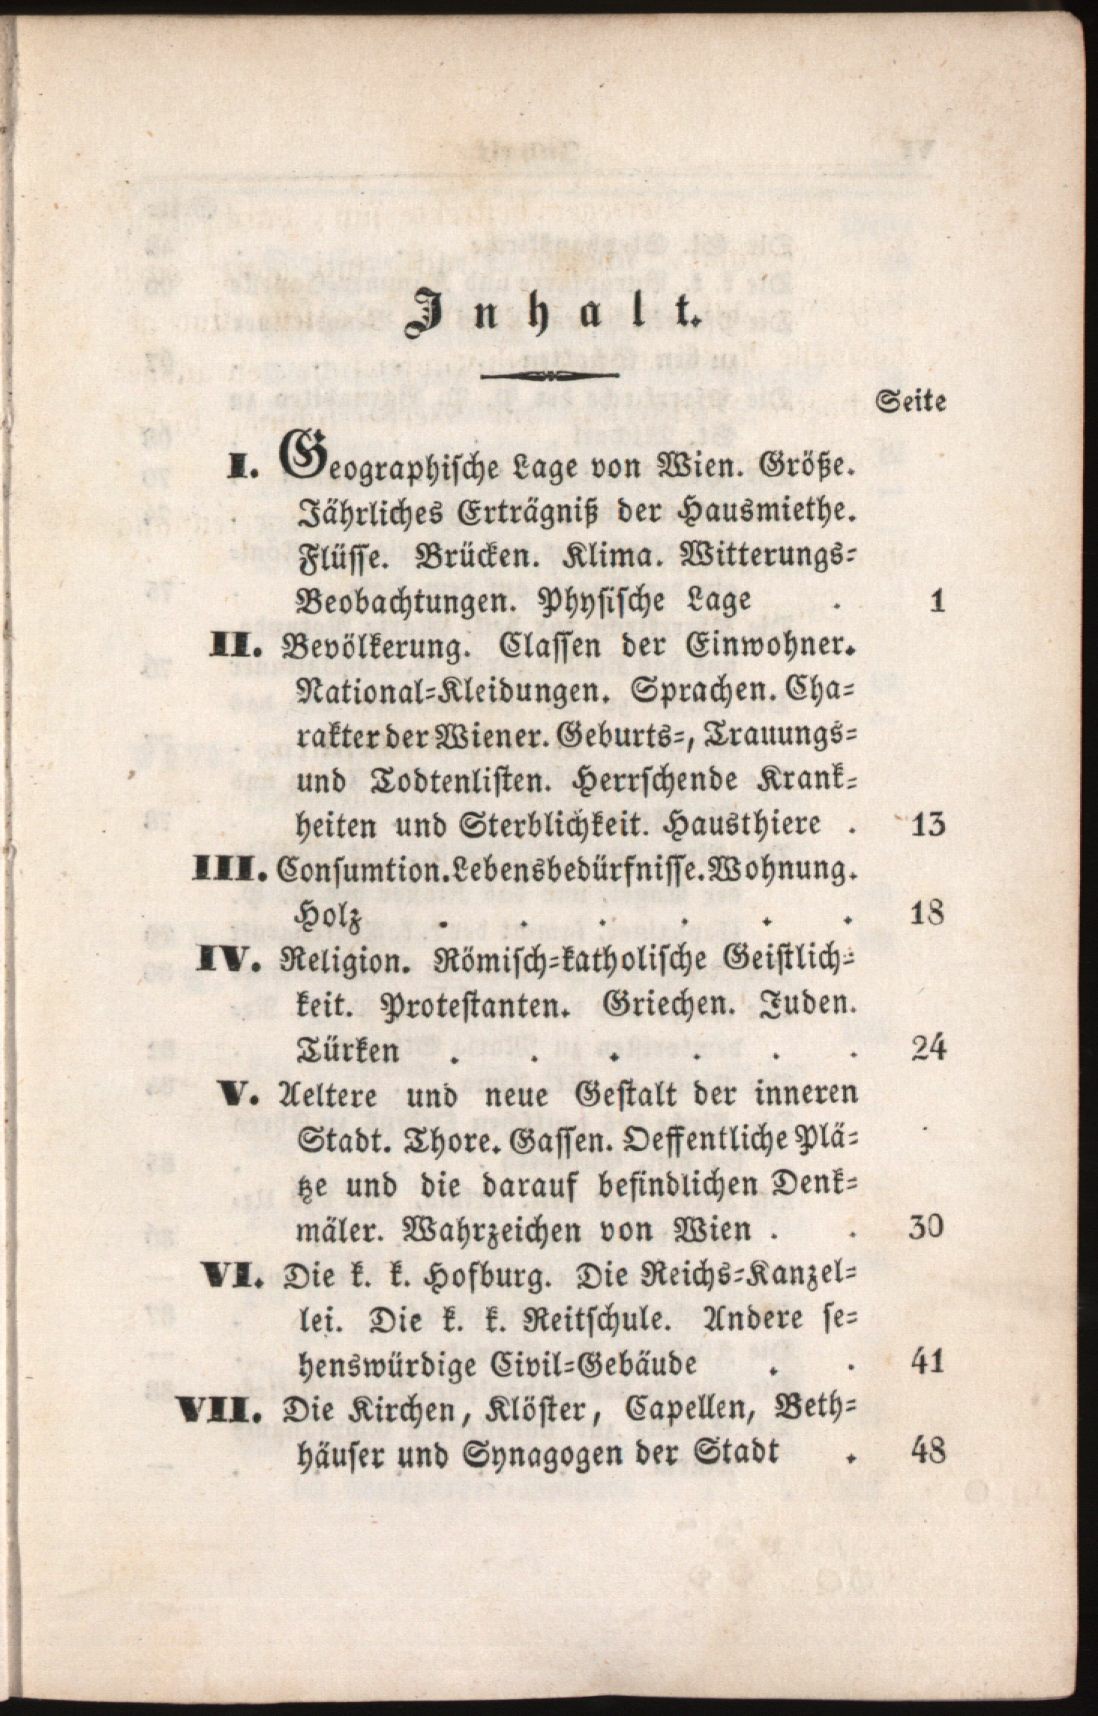 Inhalt.
Seite
I. Geographische Lage von Wien. Größe.
Jährliches Erträgniß der Hausmiethe.
Flüsse. Brücken. Klima. Witterungs-
Beobachtungen. Physische Lage . 1
II. Bevölkerung. Classen der Einwohner.
National-Kleidungen. Sprachen. Cha-
rakter der Wiener. Geburts-, Trauungs-
und Todtenlisten. Herrschende Krank-
heiten und Sterblichkeit. Hausthiere . 13
III. Consumtion. Lebensbedürfnisse. Wohnung.
Holz . . . . . . 18
IV. Religion. Römisch-katholische Geistlich-
keit. Protestanten. Griechen. Juden.
Türken . . . . . . 24
V. Aeltere und neue Gestalt der inneren
Stadt. Thore. Gassen. Oeffentliche Plä-
tze und die darauf befindlichen Denk-
mäler. Wahrzeichen von Wien . . 30
VI. Die k. k. Hofburg. Die Reichs-Kanzel-
lei. Die k. k. Reitschule. Andere se-
henswürdige Civil-Gebäude . . 41
VII. Die Kirchen, Klöster, Capellen, Beth-
häuser und Synagogen der Stadt . 48